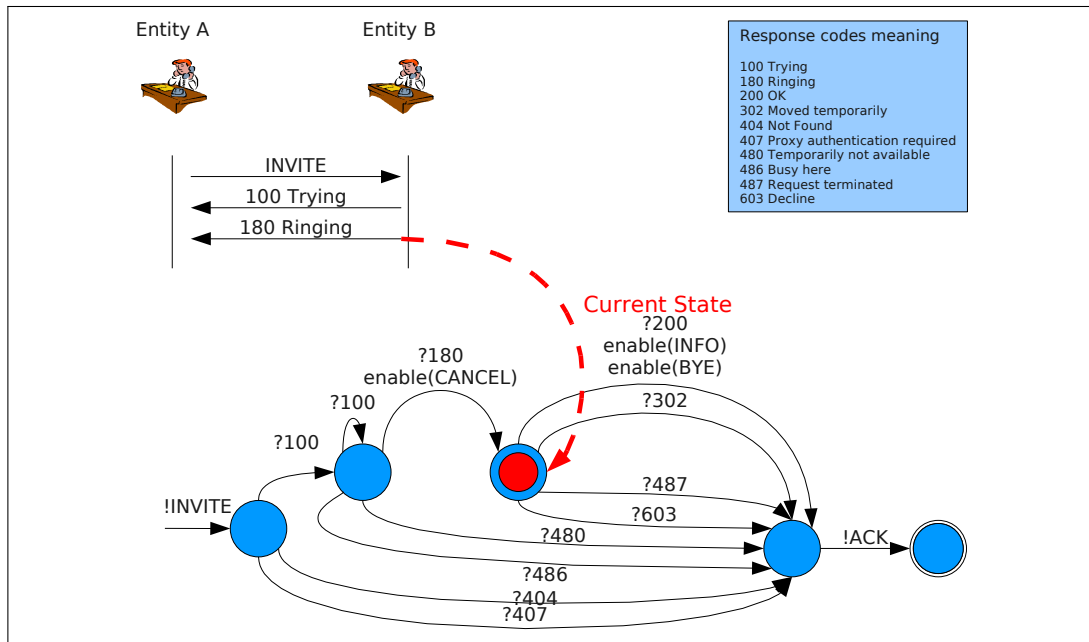 Entity A
Entity B
Response codes meaning
100 Trying
180 Ringing
200 OK
302 Moved temporarily
404 Not Found
407 Proxy authentication required
480 Temporarily not available
486 Busy here
487 Request terminated
603 Decline
INVITE
100 Trying
180 Ringing
Current State
?200
enable(INFO)
enable(BYE)
?180
enable(CANCEL)
?302
?100
?100
?487
!INVITE
?603
?480
!ACK
?486
?404
?407